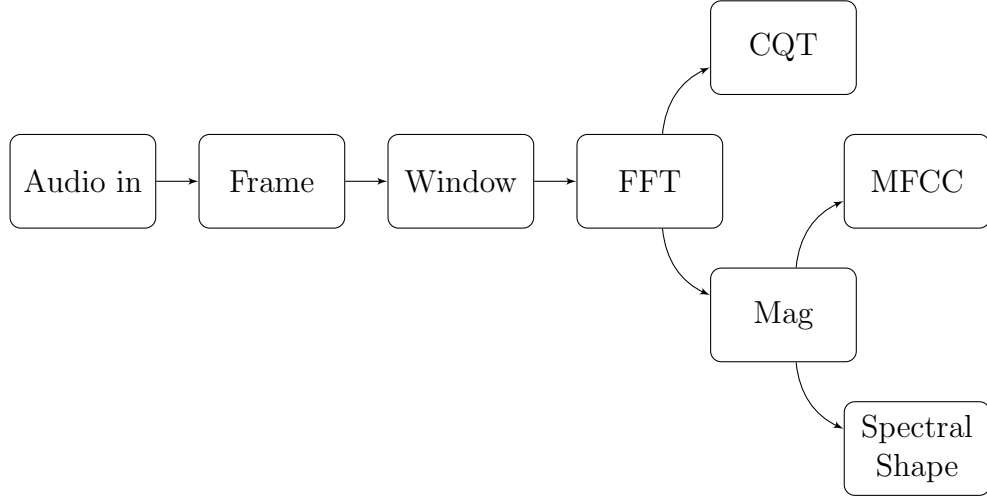 CQT
Audio in
Frame
Window
FFT
MFCC
Mag
Spectral
Shape